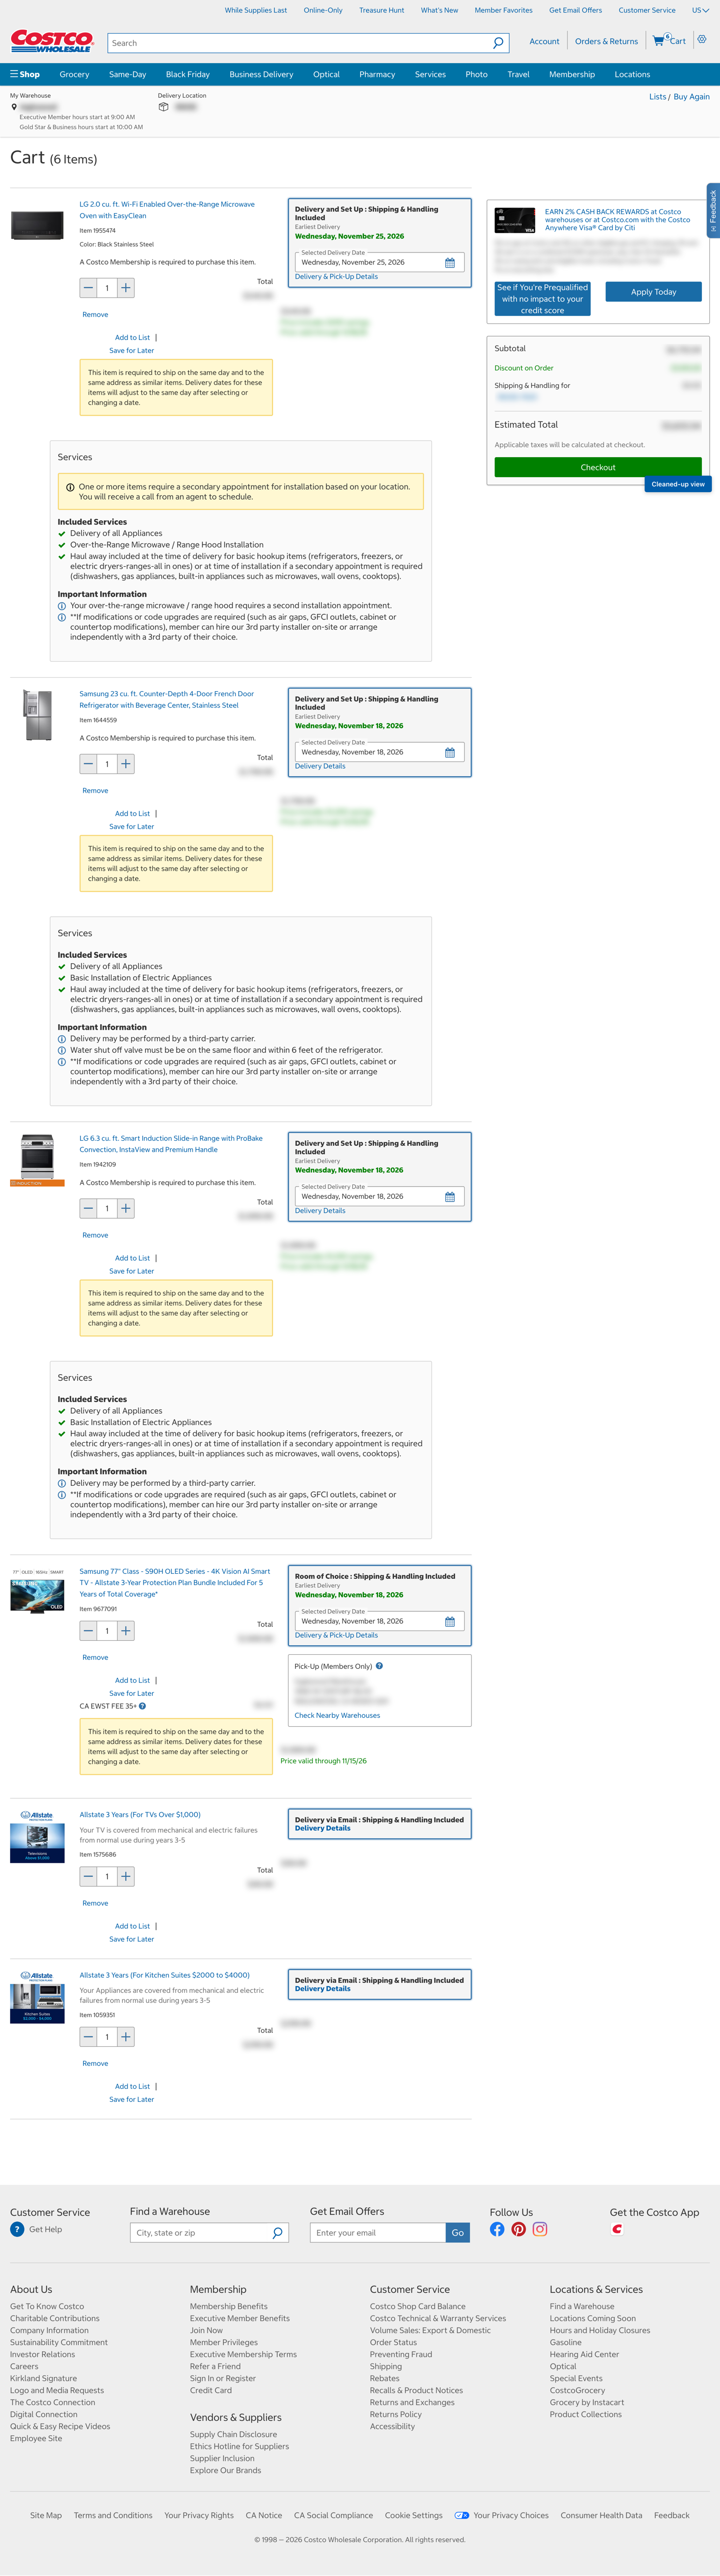 While Supplies Last Online-Only Treasure Hunt What's New Member Favorites Get Email Offers Customer Service US
COSTCO WHOLESALE
Search
Account Orders & Returns 6 Cart
Shop Grocery Same-Day Black Friday Business Delivery Optical Pharmacy Services Photo Travel Membership Locations
My Warehouse
Executive Member hours start at 9:00 AM
Gold Star & Business hours start at 10:00 AM
Delivery Location
Lists / Buy Again
Feedback
Cart (6 Items)
LG 2.0 cu. ft. Wi-Fi Enabled Over-the-Range Microwave
Oven with EasyClean
Item 1955474
Color: Black Stainless Steel
A Costco Membership is required to purchase this item.
1
Total
Remove
Add to List |
Save for Later
This item is required to ship on the same day and to the
same address as similar items. Delivery dates for these
items will adjust to the same day after selecting or
changing a date.
Delivery and Set Up : Shipping & Handling
Included
Earliest Delivery
Wednesday, November 25, 2026
Selected Delivery Date
Wednesday, November 25, 2026
Delivery & Pick-Up Details
Services
One or more items require a secondary appointment for installation based on your location.
You will receive a call from an agent to schedule.
Included Services
Delivery of all Appliances
Over-the-Range Microwave / Range Hood Installation
Haul away included at the time of delivery for basic hookup items (refrigerators, freezers, or
electric dryers-ranges-all in ones) or at time of installation if a secondary appointment is required
(dishwashers, gas appliances, built-in appliances such as microwaves, wall ovens, cooktops).
Important Information
Your over-the-range microwave / range hood requires a second installation appointment.
**If modifications or code upgrades are required (such as air gaps, GFCI outlets, cabinet or
countertop modifications), member can hire our 3rd party installer on-site or arrange
independently with a 3rd party of their choice.
Samsung 23 cu. ft. Counter-Depth 4-Door French Door
Refrigerator with Beverage Center, Stainless Steel
Item 1644559
A Costco Membership is required to purchase this item.
1
Total
Remove
Add to List |
Save for Later
This item is required to ship on the same day and to the
same address as similar items. Delivery dates for these
items will adjust to the same day after selecting or
changing a date.
Delivery and Set Up : Shipping & Handling
Included
Earliest Delivery
Wednesday, November 18, 2026
Selected Delivery Date
Wednesday, November 18, 2026
Delivery Details
Services
Included Services
Delivery of all Appliances
Basic Installation of Electric Appliances
Haul away included at the time of delivery for basic hookup items (refrigerators, freezers, or
electric dryers-ranges-all in ones) or at time of installation if a secondary appointment is required
(dishwashers, gas appliances, built-in appliances such as microwaves, wall ovens, cooktops).
Important Information
Delivery may be performed by a third-party carrier.
Water shut off valve must be be on the same floor and within 6 feet of the refrigerator.
**If modifications or code upgrades are required (such as air gaps, GFCI outlets, cabinet or
countertop modifications), member can hire our 3rd party installer on-site or arrange
independently with a 3rd party of their choice.
INDUCTION
LG 6.3 cu. ft. Smart Induction Slide-in Range with ProBake
Convection, InstaView and Premium Handle
Item 1942109
A Costco Membership is required to purchase this item.
1
Total
Remove
Add to List |
Save for Later
This item is required to ship on the same day and to the
same address as similar items. Delivery dates for these
items will adjust to the same day after selecting or
changing a date.
Delivery and Set Up : Shipping & Handling
Included
Earliest Delivery
Wednesday, November 18, 2026
Selected Delivery Date
Wednesday, November 18, 2026
Delivery Details
Services
Included Services
Delivery of all Appliances
Basic Installation of Electric Appliances
Haul away included at the time of delivery for basic hookup items (refrigerators, freezers, or
electric dryers-ranges-all in ones) or at time of installation if a secondary appointment is required
(dishwashers, gas appliances, built-in appliances such as microwaves, wall ovens, cooktops).
Important Information
Delivery may be performed by a third-party carrier.
**If modifications or code upgrades are required (such as air gaps, GFCI outlets, cabinet or
countertop modifications), member can hire our 3rd party installer on-site or arrange
independently with a 3rd party of their choice.
77" OLED SMART
OLED
Samsung 77" Class - S90H OLED Series - 4K Vision AI Smart
TV - Allstate 3-Year Protection Plan Bundle Included For 5
Years of Total Coverage*
Item 9677091
1
Total
Remove
Add to List |
Save for Later
CA EWST FEE 35+
This item is required to ship on the same day and to the
same address as similar items. Delivery dates for these
items will adjust to the same day after selecting or
changing a date.
Room of Choice : Shipping & Handling Included
Earliest Delivery
Wednesday, November 18, 2026
Selected Delivery Date
Wednesday, November 18, 2026
Delivery & Pick-Up Details
Pick-Up (Members Only)
Check Nearby Warehouses
Price valid through 11/15/26
Allstate
Televisions
Above $1,000
Allstate 3 Years (For TVs Over $1,000)
Your TV is covered from mechanical and electric failures
from normal use during years 3-5
Item 1575686
1
Total
Remove
Add to List |
Save for Later
Delivery via Email : Shipping & Handling Included
Delivery Details
Allstate
Kitchen Suites
$2,000 - $4,000
Allstate 3 Years (For Kitchen Suites $2000 to $4000)
Your Appliances are covered from mechanical and electric
failures from normal use during years 3-5
Item 1059351
1
Total
Remove
Add to List |
Save for Later
Delivery via Email : Shipping & Handling Included
Delivery Details
EARN 2% CASH BACK REWARDS at Costco
warehouses or at Costco.com with the Costco
Anywhere Visa® Card by Citi
See if You're Prequalified
with no impact to your
credit score
Apply Today
Subtotal
Discount on Order
Shipping & Handling for
Estimated Total
Applicable taxes will be calculated at checkout.
Checkout
Cleaned-up view
Customer Service
Get Help
Find a Warehouse
City, state or zip
Get Email Offers
Enter your email Go
Follow Us
Get the Costco App
About Us
Get To Know Costco
Charitable Contributions
Company Information
Sustainability Commitment
Investor Relations
Careers
Kirkland Signature
Logo and Media Requests
The Costco Connection
Digital Connection
Quick & Easy Recipe Videos
Employee Site
Membership
Membership Benefits
Executive Member Benefits
Join Now
Member Privileges
Executive Membership Terms
Refer a Friend
Sign In or Register
Credit Card
Vendors & Suppliers
Supply Chain Disclosure
Ethics Hotline for Suppliers
Supplier Inclusion
Explore Our Brands
Customer Service
Costco Shop Card Balance
Costco Technical & Warranty Services
Volume Sales: Export & Domestic
Order Status
Preventing Fraud
Shipping
Rebates
Recalls & Product Notices
Returns and Exchanges
Returns Policy
Accessibility
Locations & Services
Find a Warehouse
Locations Coming Soon
Hours and Holiday Closures
Gasoline
Hearing Aid Center
Optical
Special Events
CostcoGrocery
Grocery by Instacart
Product Collections
Site Map Terms and Conditions Your Privacy Rights CA Notice CA Social Compliance Cookie Settings Your Privacy Choices Consumer Health Data Feedback
© 1998 – 2026 Costco Wholesale Corporation. All rights reserved.